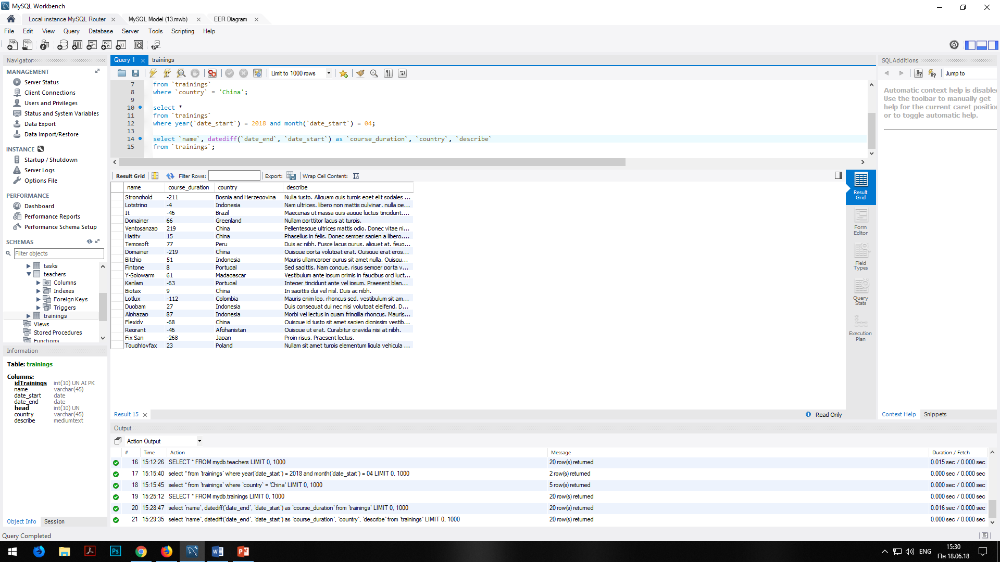 MySQL Workbench
Local instance MySQL Router
MySQL Model (13.mwb)
EER Diagram
File Edit View Query Database Server Tools Scripting Help
Navigator
MANAGEMENT
Server Status
Client Connections
Users and Privileges
Status and System Variables
Data Export
Data Import/Restore
INSTANCE
Startup / Shutdown
Server Logs
Options File
PERFORMANCE
Dashboard
Performance Reports
Performance Schema Setup
SCHEMAS
Filter objects
tasks
teachers
Columns
Indexes
Foreign Keys
Triggers
trainings
Views
Stored Procedures
Functions
Information
Table: trainings
Columns:
idTrainings int(10) UN AI PK
name varchar(45)
date_start date
date_end date
head int(10) UN
country varchar(45)
describe mediumtext
Object Info Session
Query Completed
Query 1 trainings
Limit to 1000 rows
7 from `trainings`
8 where `country` = 'China';
9
10 select *
11 from `trainings`
12 where year(`date_start`) = 2018 and month(`date_start`) = 04;
13
14 select `name`, datediff(`date_end`, `date_start`) as `course_duration`, `country`, `describe`
15 from `trainings`;
Result Grid Filter Rows: Export: Wrap Cell Content:
name course_duration country describe
Stronghold -211 Bosnia and Herzegovina Nulla justo. Aliquam quis turpis eget elit sodales ...
Lotstring -4 Indonesia Nam ultrices, libero non mattis pulvinar, nulla pe...
It -46 Brazil Maecenas ut massa quis augue luctus tincidunt....
Domainer 66 Greenland Nullam porttitor lacus at turpis.
Ventosanzap 219 China Pellentesque ultrices mattis odio. Donec vitae ni...
Hatity 15 China Phasellus in felis. Donec semper sapien a libero....
Tempsoft 77 Peru Duis ac nibh. Fusce lacus purus, aliquet at, feug...
Domainer -219 China Quisque porta volutpat erat. Quisque erat eros...
Bitchip 51 Indonesia Mauris ullamcorper purus sit amet nulla. Quisqu...
Fintone 8 Portugal Sed sagittis. Nam congue, risus semper porta v...
Y-Solowarm 61 Madagascar Vestibulum ante ipsum primis in faucibus orci luct...
Kanlam -63 Portugal Integer tincidunt ante vel ipsum. Praesent blan...
Bigtax 9 China In sagittis dui vel nisl. Duis ac nibh.
Lotlux -112 Colombia Mauris enim leo, rhoncus sed, vestibulum sit am...
Duobam 27 Indonesia Duis consequat dui nec nisi volutpat eleifend. D...
Alphazap 87 Indonesia Morbi vel lectus in quam fringilla rhoncus. Mauris...
Flexidy -68 China Quisque id justo sit amet sapien dignissim vestib...
Regrant -46 Afghanistan Quisque ut erat. Curabitur gravida nisi at nibh.
Fix San -268 Japan Proin risus. Praesent lectus.
Toughjoyfax 23 Poland Nullam sit amet turpis elementum ligula vehicula ...
Result Grid
Form Editor
Field Types
Query Stats
Execution Plan
Result 15
Read Only
SQLAdditions
Jump to
Automatic context help is disable
Use the toolbar to manually get
help for the current caret position
or to toggle automatic help.
Context Help Snippets
Output
Action Output
# Time Action Message Duration / Fetch
16 15:12:26 SELECT * FROM mydb.teachers LIMIT 0, 1000 20 row(s) returned 0.015 sec / 0.000 sec
17 15:15:40 select * from `trainings` where year(`date_start`) = 2018 and month(`date_start`) = 04 LIMIT 0, 1000 2 row(s) returned 0.000 sec / 0.000 sec
18 15:15:45 select * from `trainings` where `country` = 'China' LIMIT 0, 1000 5 row(s) returned 0.000 sec / 0.000 sec
19 15:25:12 SELECT * FROM mydb.trainings LIMIT 0, 1000 20 row(s) returned 0.000 sec / 0.000 sec
20 15:28:47 select `name`, datediff(`date_end`, `date_start`) as `course_duration` from `trainings` LIMIT 0, 1000 20 row(s) returned 0.016 sec / 0.000 sec
21 15:29:35 select `name`, datediff(`date_end`, `date_start`) as `course_duration`, `country`, `describe` from `trainings` LIMIT 0, 1000 20 row(s) returned 0.000 sec / 0.000 sec
ENG
15:30
Пн 18.06.18